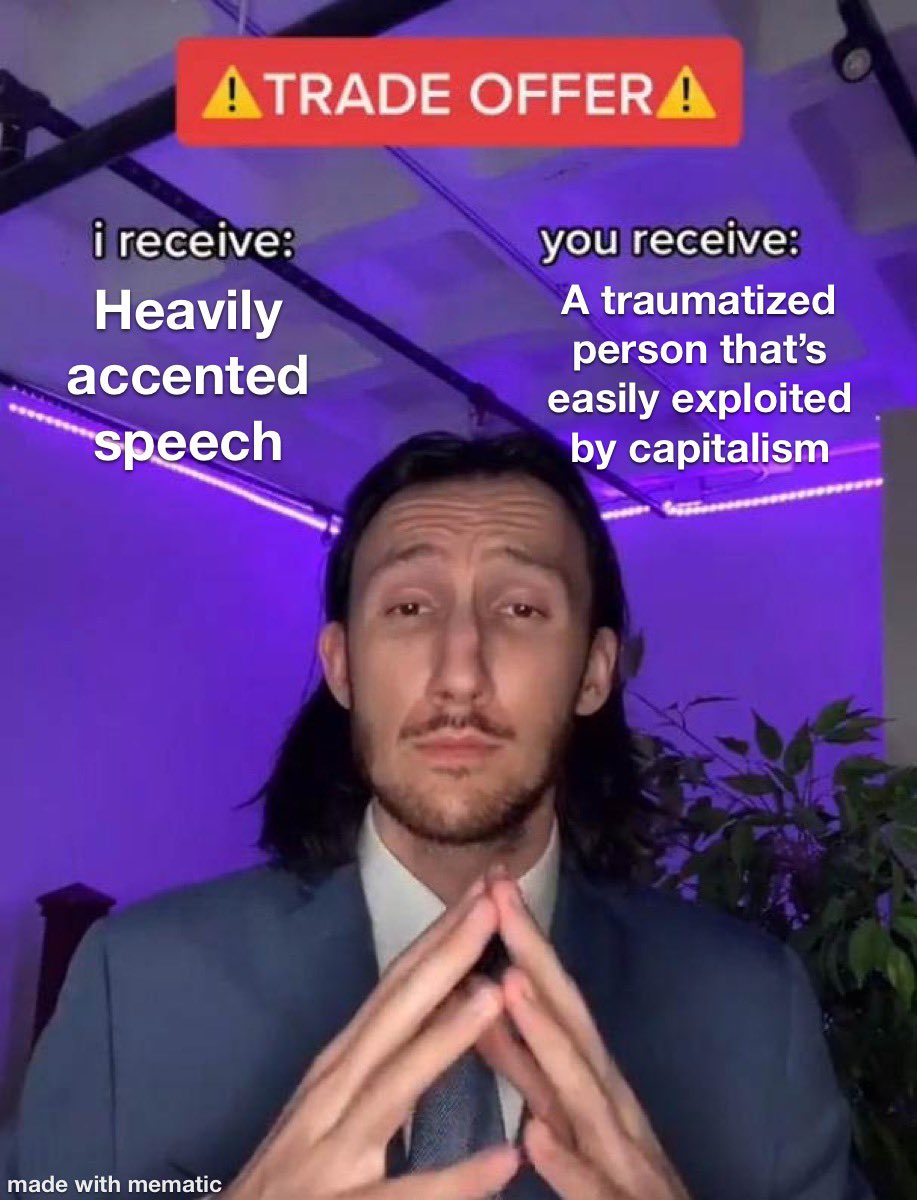 ⚠️TRADE OFFER⚠️
i receive:
Heavily
accented
speech
you receive:
A traumatized
person that’s
easily exploited
by capitalism
made with mematic